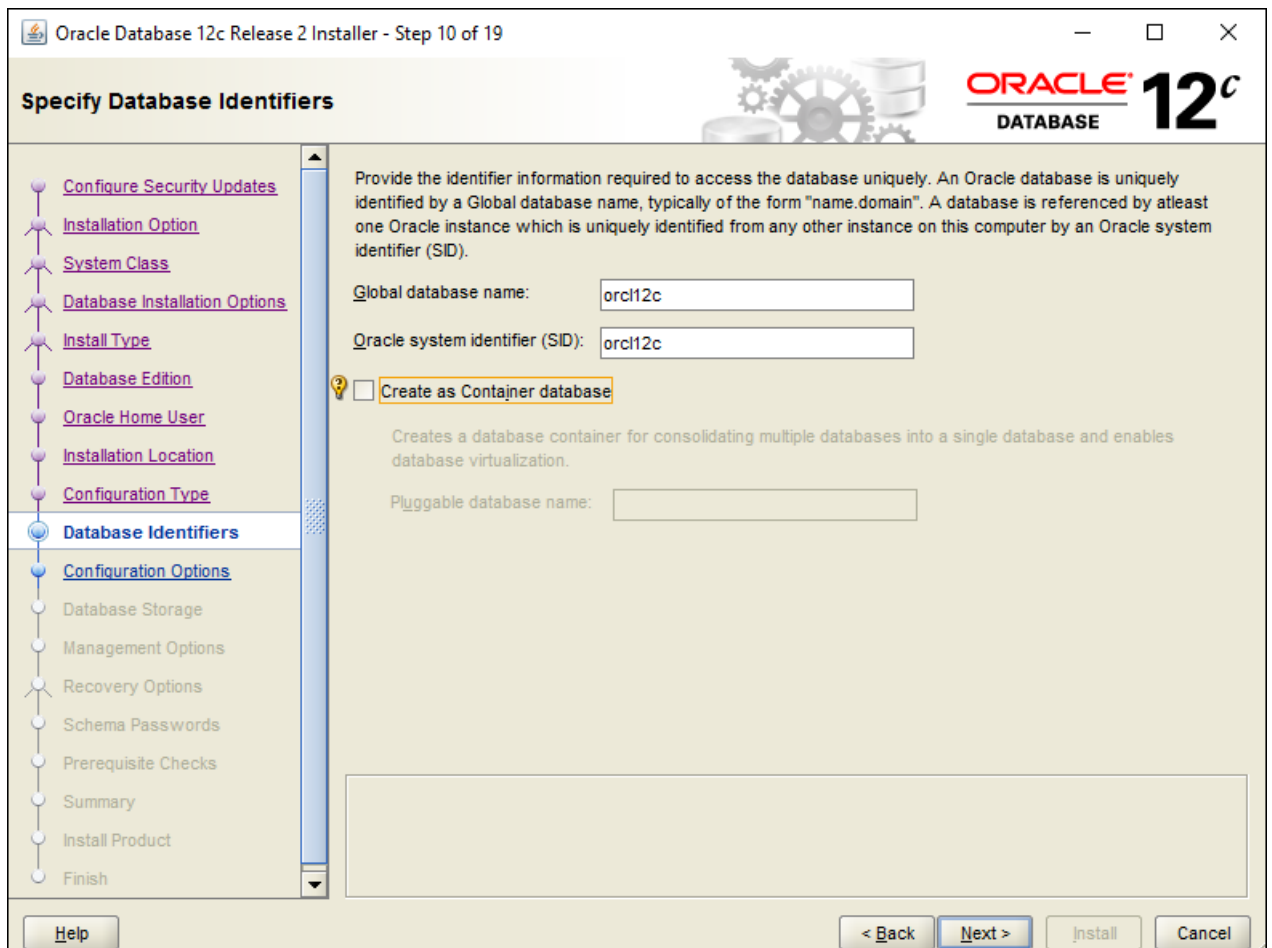 Oracle Database 12c Release 2 Installer - Step 10 of 19
Specify Database Identifiers
ORACLE
DATABASE
12c
Configure Security Updates
Installation Option
System Class
Database Installation Options
Install Type
Database Edition
Oracle Home User
Installation Location
Configuration Type
Database Identifiers
Configuration Options
Database Storage
Management Options
Recovery Options
Schema Passwords
Prerequisite Checks
Summary
Install Product
Finish
Provide the identifier information required to access the database uniquely. An Oracle database is uniquely
identified by a Global database name, typically of the form "name.domain". A database is referenced by atleast
one Oracle instance which is uniquely identified from any other instance on this computer by an Oracle system
identifier (SID).
Global database name: orcl12c
Oracle system identifier (SID): orcl12c
Create as Container database
Creates a database container for consolidating multiple databases into a single database and enables
database virtualization.
Pluggable database name:
Help
< Back
Next >
Install
Cancel